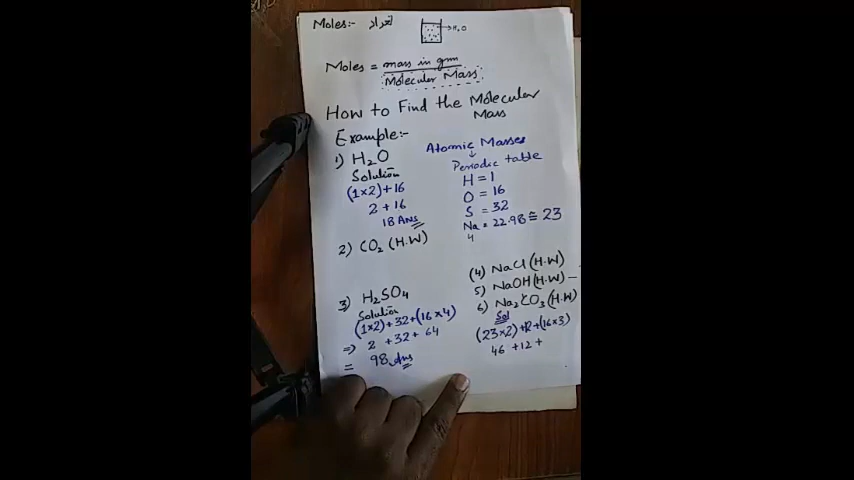 Moles:- تعداد
→H₂O
Moles = mass in gm
Molecular Mass
How to Find the Molecular
Mass
Example:-
1) H₂O
Solution
(1×2)+16
2 + 16
18 Ans
2) CO₂ (H.W)
3) H₂SO₄
Solution
(1×2)+32+(16×4)
=> 2 +32+ 64
= 98 Ans
Atomic Masses
↓
Periodic table
H = 1
O = 16
S = 32
Na = 22.98 ≅ 23
(4) NaCl (H.W)
5) NaOH (H.W) –
6) Na₂CO₃ (H.W)
Sol
(23×2)+12+(16×3)
46 +12 +